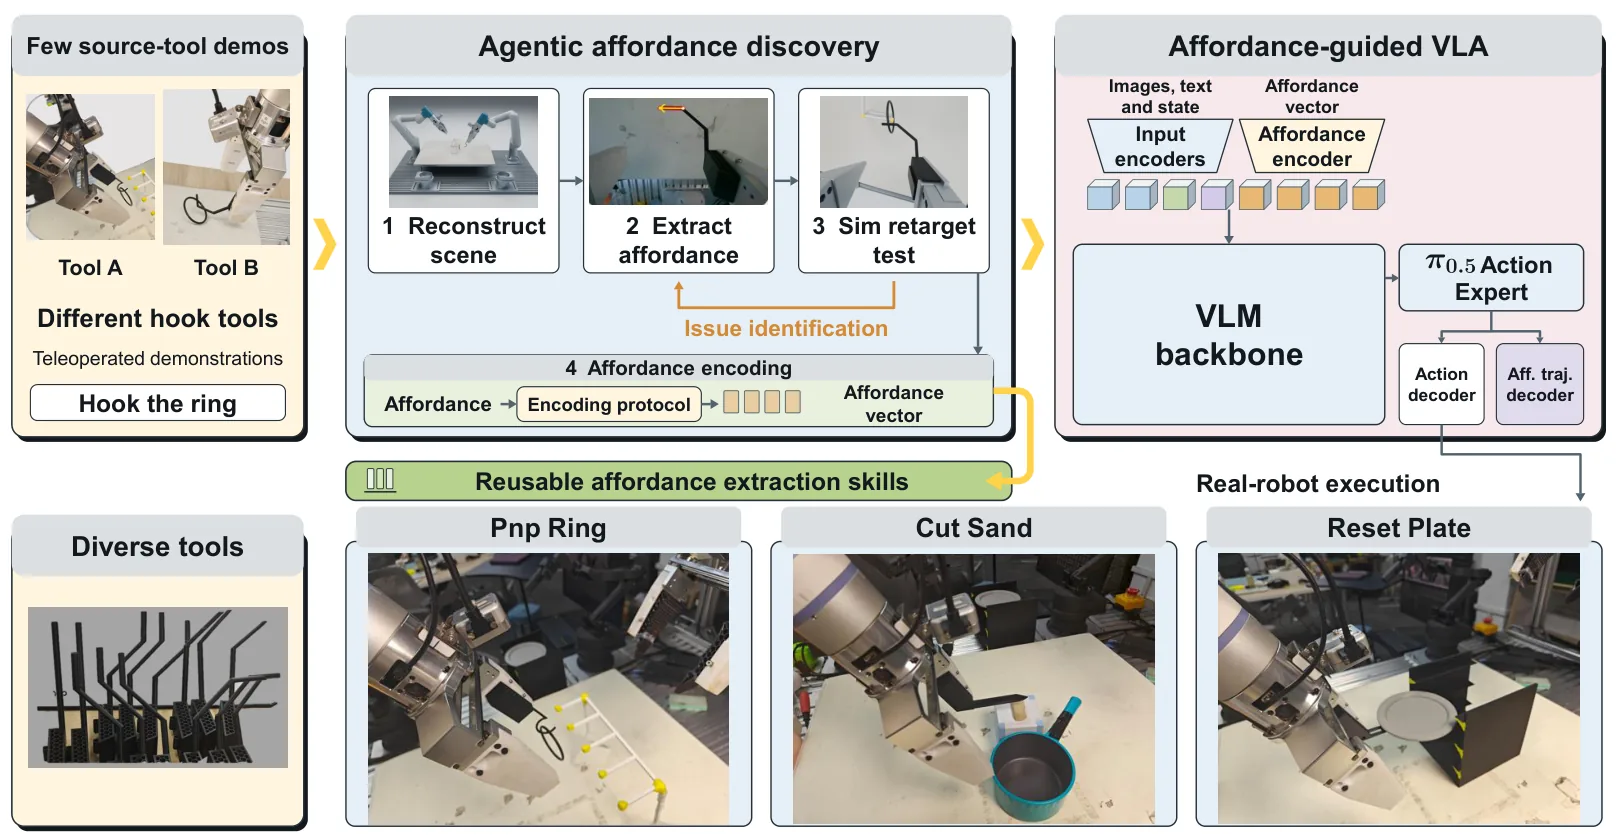 Few source-tool demos
Tool A
Tool B
Different hook tools
Teleoperated demonstrations
Hook the ring
Agentic affordance discovery
1 Reconstruct
scene
2 Extract
affordance
3 Sim retarget
test
Issue identification
4 Affordance encoding
Affordance
Encoding protocol
Affordance
vector
Reusable affordance extraction skills
Affordance-guided VLA
Images, text
and state
Affordance
vector
Input
encoders
Affordance
encoder
VLM
backbone
π0.5 Action
Expert
Action
decoder
Aff. traj.
decoder
Real-robot execution
Diverse tools
Pnp Ring
Cut Sand
Reset Plate